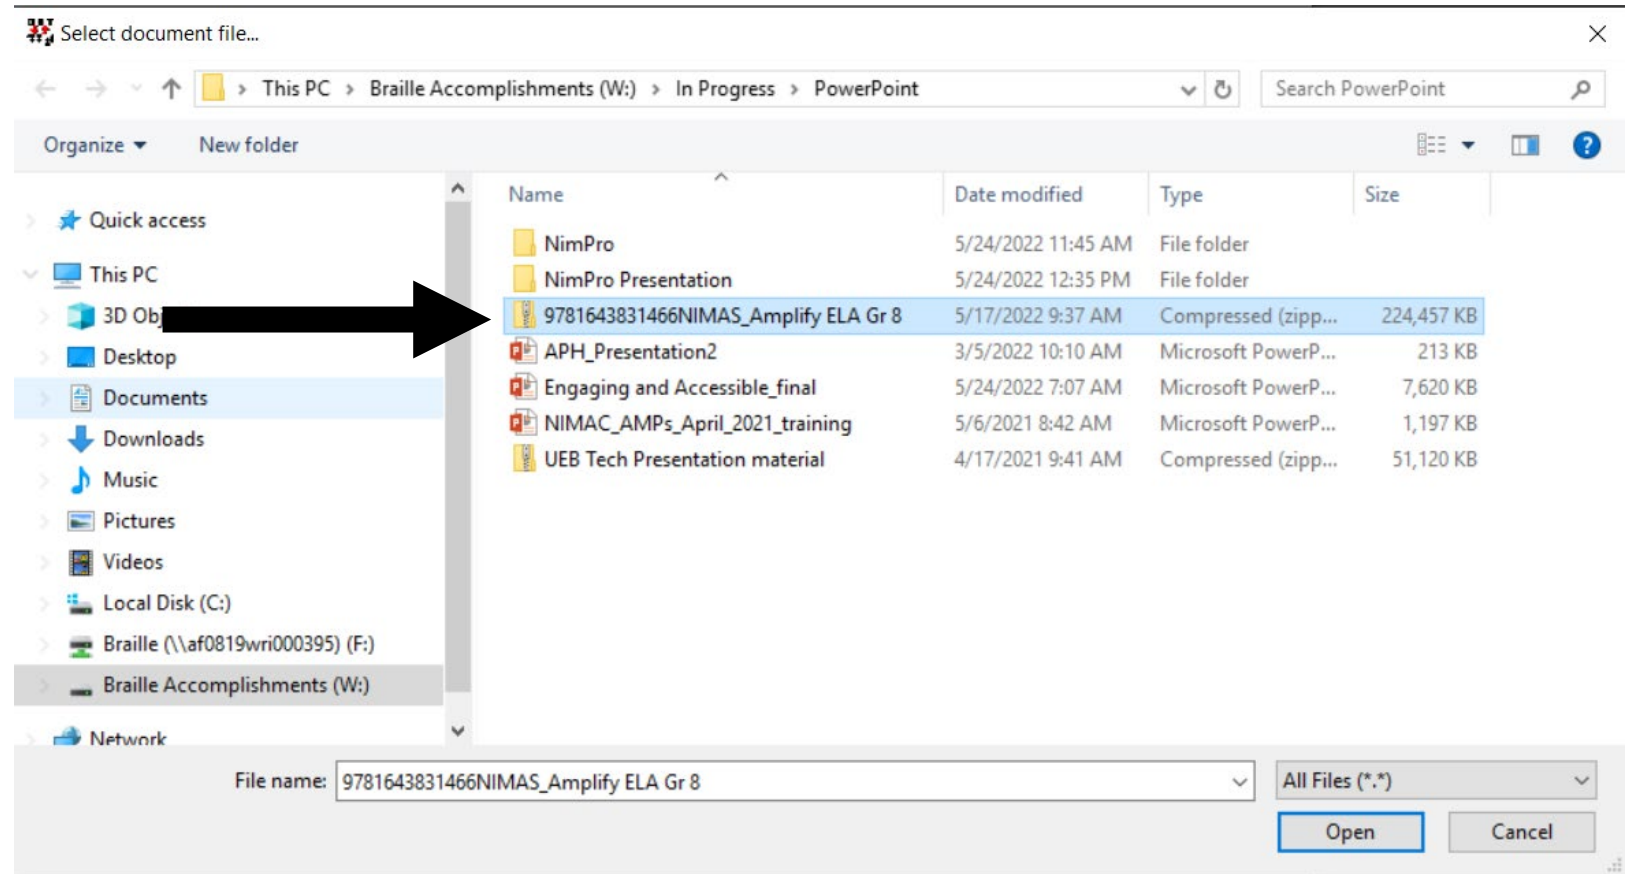 Select document file...
This PC > Braille Accomplishments (W:) > In Progress > PowerPoint
Search PowerPoint
Organize
New folder
?
Quick access
This PC
3D Obj
Desktop
Documents
Downloads
Music
Pictures
Videos
Local Disk (C:)
Braille (\\af0819wri000395) (F:)
Braille Accomplishments (W:)
Network
Name Date modified Type Size
NimPro 5/24/2022 11:45 AM File folder
NimPro Presentation 5/24/2022 12:35 PM File folder
9781643831466NIMAS_Amplify ELA Gr 8 5/17/2022 9:37 AM Compressed (zipp... 224,457 KB
APH_Presentation2 3/5/2022 10:10 AM Microsoft PowerP... 213 KB
Engaging and Accessible_final 5/24/2022 7:07 AM Microsoft PowerP... 7,620 KB
NIMAC_AMPs_April_2021_training 5/6/2021 8:42 AM Microsoft PowerP... 1,197 KB
UEB Tech Presentation material 4/17/2021 9:41 AM Compressed (zipp... 51,120 KB
File name: 9781643831466NIMAS_Amplify ELA Gr 8
All Files (*.*)
Open
Cancel